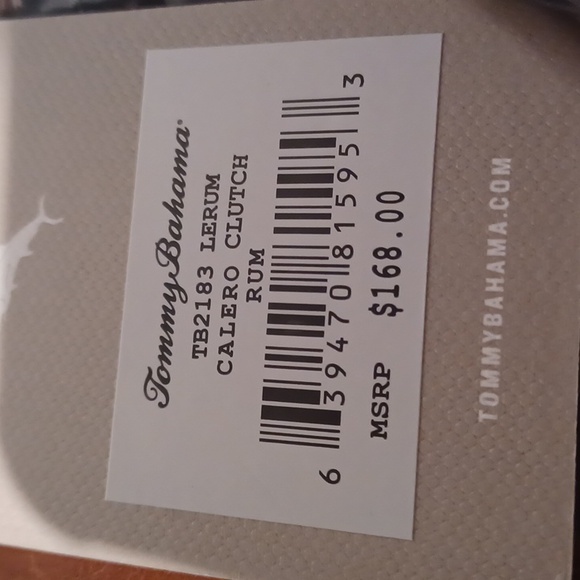 Tommy Bahama®
TB2183 LERUM
CALERO CLUTCH
RUM
6 39470 81595 3
MSRP $168.00
TOMMYBAHAMA.COM